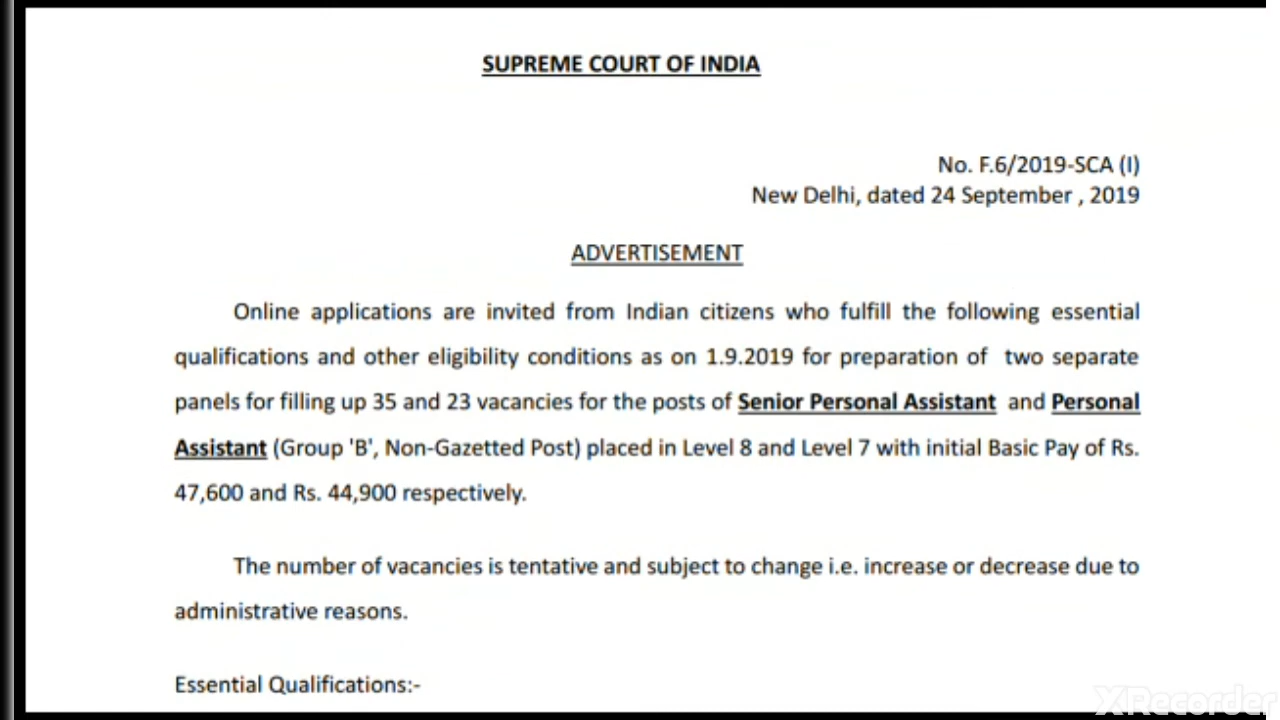 SUPREME COURT OF INDIA
No. F.6/2019-SCA (I)
New Delhi, dated 24 September , 2019
ADVERTISEMENT
Online applications are invited from Indian citizens who fulfill the following essential
qualifications and other eligibility conditions as on 1.9.2019 for preparation of two separate
panels for filling up 35 and 23 vacancies for the posts of Senior Personal Assistant and Personal
Assistant (Group 'B', Non-Gazetted Post) placed in Level 8 and Level 7 with initial Basic Pay of Rs.
47,600 and Rs. 44,900 respectively.
The number of vacancies is tentative and subject to change i.e. increase or decrease due to
administrative reasons.
Essential Qualifications:-
XRecorder